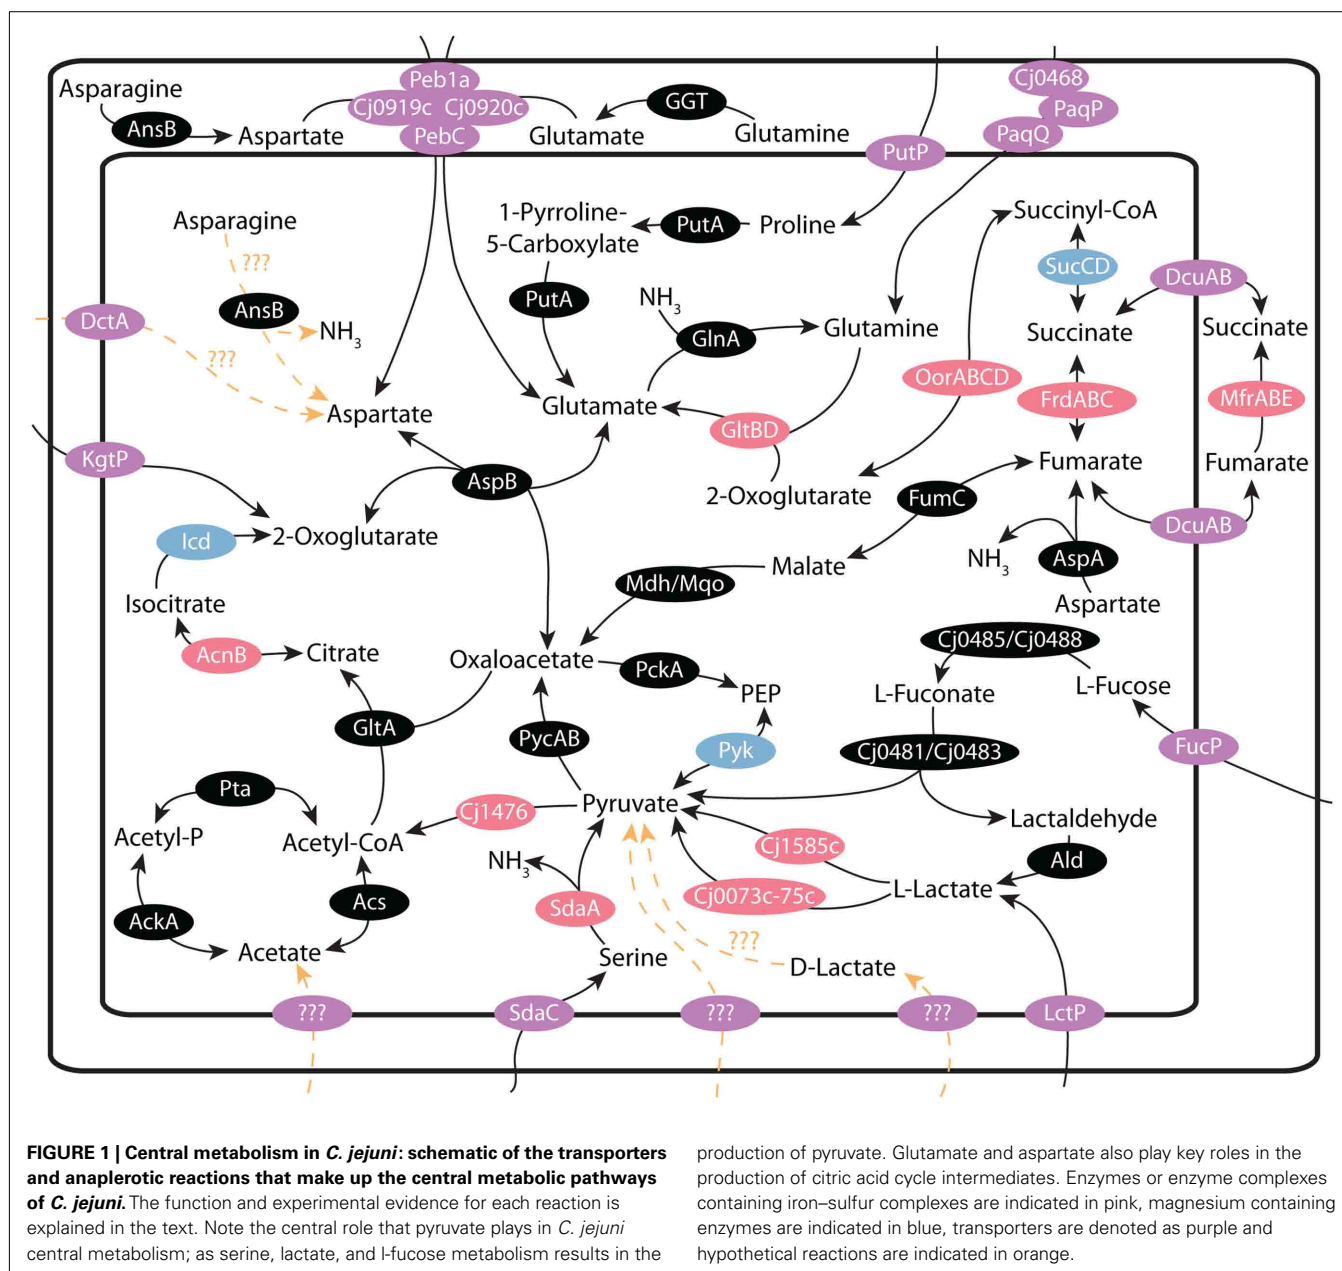 Asparagine
AnsB
Aspartate
Peb1a
Cj0919c Cj0920c
PebC
Glutamate
GGT
Glutamine
PutP
Cj0468
PaqP
PaqQ
Asparagine
???
AnsB
NH3
DctA
???
Aspartate
1-Pyrroline-
5-Carboxylate
PutA
Proline
PutA
NH3
GlnA
Glutamine
Glutamate
GltBD
2-Oxoglutarate
OorABCD
Succinyl-CoA
SucCD
Succinate
DcuAB
Succinate
FrdABC
MfrABE
Fumarate
Fumarate
DcuAB
FumC
NH3
AspA
Aspartate
KgtP
AspB
Icd
2-Oxoglutarate
Isocitrate
AcnB
Citrate
Malate
Mdh/Mqo
Oxaloacetate
PckA
PEP
GltA
PycAB
Pyk
Cj0485/Cj0488
L-Fuconate
L-Fucose
Cj0481/Cj0483
FucP
Pta
Acetyl-P
Acetyl-CoA
Cj1476
Pyruvate
Lactaldehyde
Ald
Cj1585c
Cj0073c-75c
L-Lactate
NH3
SdaA
Acs
AckA
Acetate
Serine
???
D-Lactate
???
SdaC
???
???
LctP
FIGURE 1 | Central metabolism in C. jejuni: schematic of the transporters
and anaplerotic reactions that make up the central metabolic pathways
of C. jejuni. The function and experimental evidence for each reaction is
explained in the text. Note the central role that pyruvate plays in C. jejuni
central metabolism; as serine, lactate, and l-fucose metabolism results in the
production of pyruvate. Glutamate and aspartate also play key roles in the
production of citric acid cycle intermediates. Enzymes or enzyme complexes
containing iron–sulfur complexes are indicated in pink, magnesium containing
enzymes are indicated in blue, transporters are denoted as purple and
hypothetical reactions are indicated in orange.